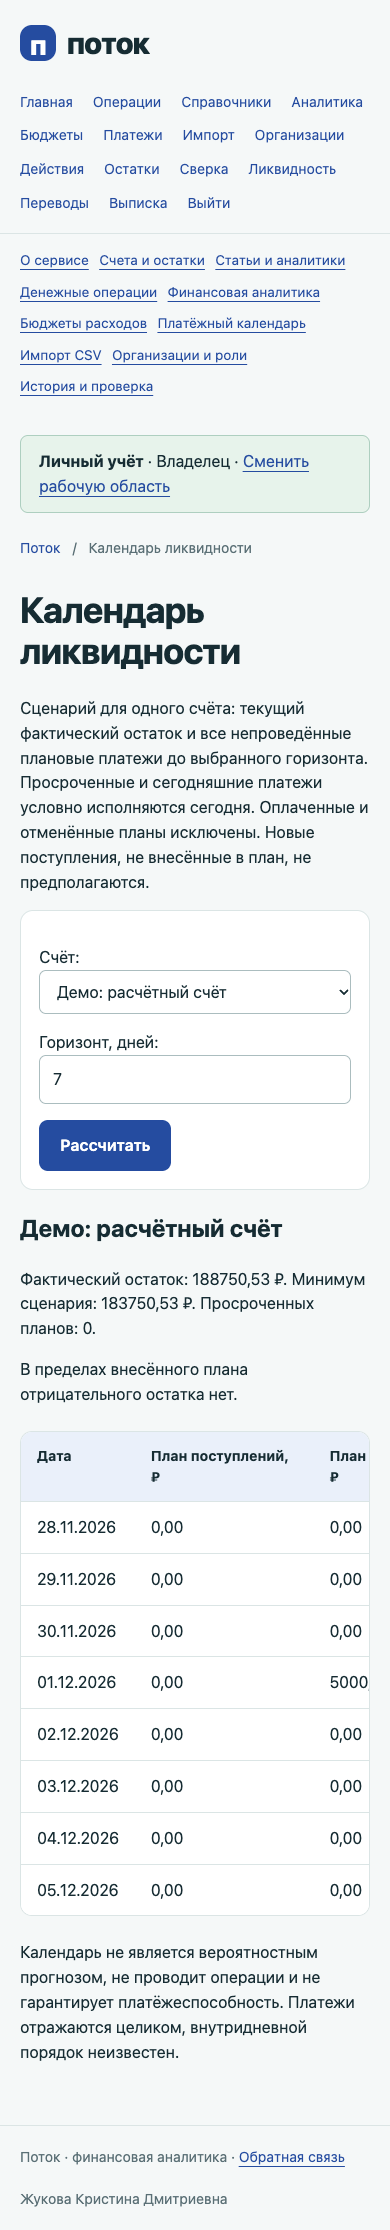 п поток
Главная Операции Справочники Аналитика
Бюджеты Платежи Импорт Организации
Действия Остатки Сверка Ликвидность
Переводы Выписка Выйти
О сервисе Счета и остатки Статьи и аналитики
Денежные операции Финансовая аналитика
Бюджеты расходов Платёжный календарь
Импорт CSV Организации и роли
История и проверка
Личный учёт · Владелец · Сменить
рабочую область
Поток / Календарь ликвидности
Календарь
ликвидности
Сценарий для одного счёта: текущий
фактический остаток и все непроведённые
плановые платежи до выбранного горизонта.
Просроченные и сегодняшние платежи
условно исполняются сегодня. Оплаченные и
отменённые планы исключены. Новые
поступления, не внесённые в план, не
предполагаются.
Счёт:
Демо: расчётный счёт
Горизонт, дней:
7
Рассчитать
Демо: расчётный счёт
Фактический остаток: 188750,53 ₽. Минимум
сценария: 183750,53 ₽. Просроченных
планов: 0.
В пределах внесённого плана
отрицательного остатка нет.
Дата План поступлений, План
₽ ₽
28.11.2026 0,00 0,00
29.11.2026 0,00 0,00
30.11.2026 0,00 0,00
01.12.2026 0,00 5000,
02.12.2026 0,00 0,00
03.12.2026 0,00 0,00
04.12.2026 0,00 0,00
05.12.2026 0,00 0,00
Календарь не является вероятностным
прогнозом, не проводит операции и не
гарантирует платёжеспособность. Платежи
отражаются целиком, внутридневной
порядок неизвестен.
Поток · финансовая аналитика · Обратная связь
Жукова Кристина Дмитриевна